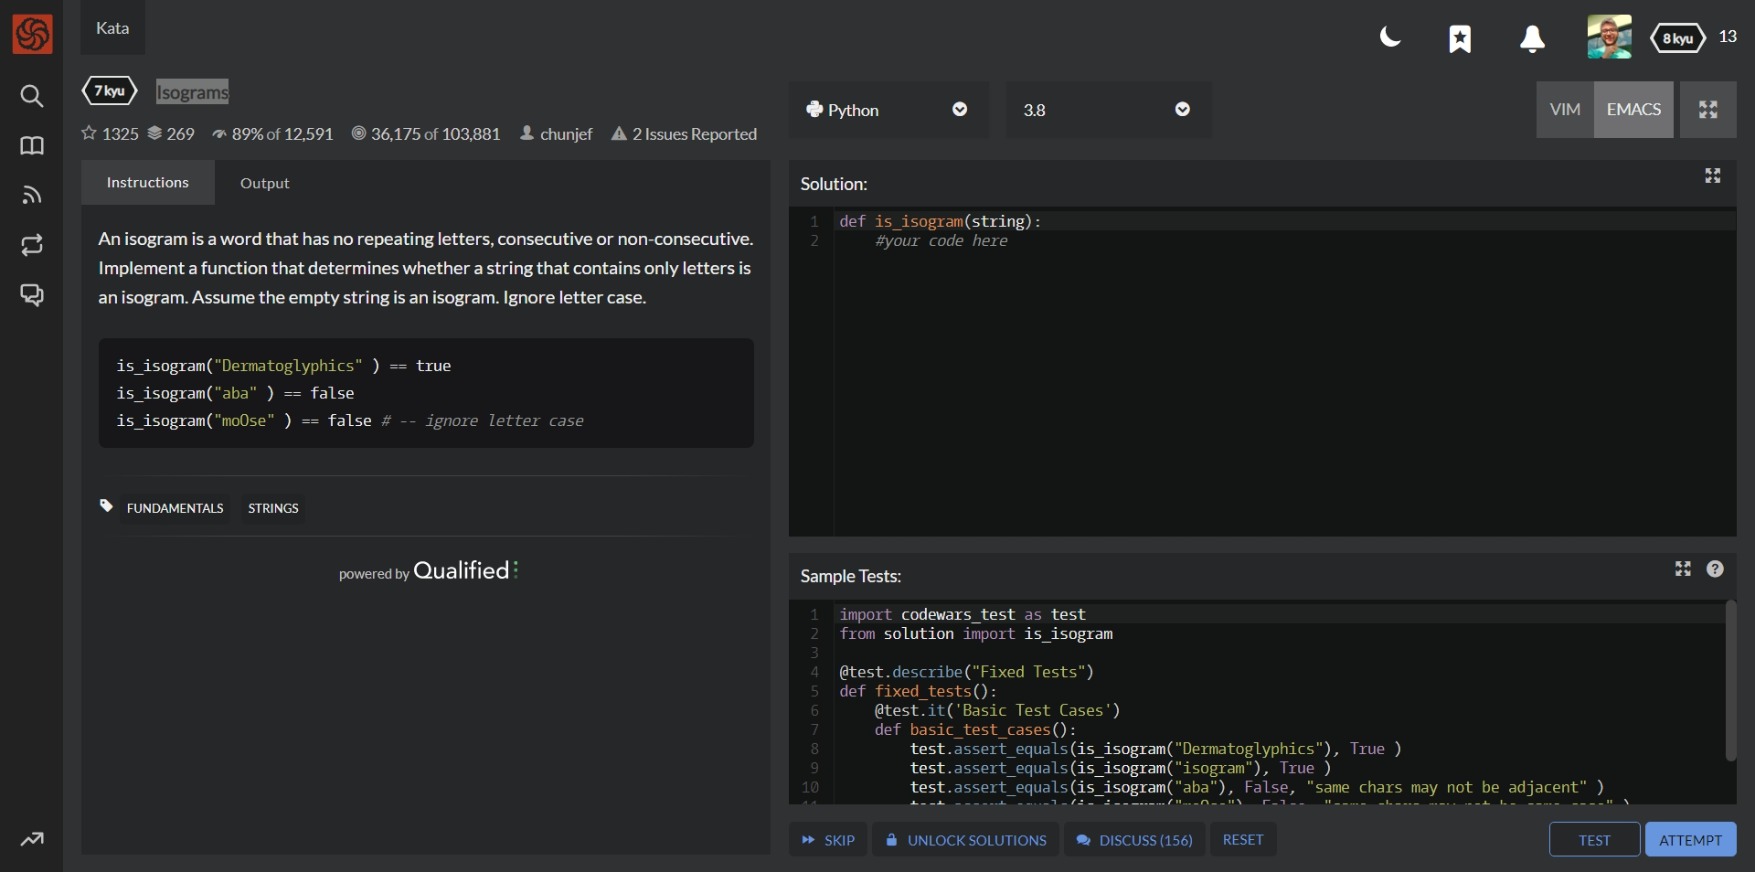 Kata
8 kyu 13
7 kyu Isograms
1325 269 89% of 12,591 36,175 of 103,881 chunjef 2 Issues Reported
Python
3.8
VIM EMACS
Instructions Output
An isogram is a word that has no repeating letters, consecutive or non-consecutive.
Implement a function that determines whether a string that contains only letters is
an isogram. Assume the empty string is an isogram. Ignore letter case.
is_isogram("Dermatoglyphics" ) == true
is_isogram("aba" ) == false
is_isogram("moOse" ) == false # -- ignore letter case
FUNDAMENTALS STRINGS
powered by Qualified
Solution:
1 def is_isogram(string):
2 #your code here
Sample Tests:
1 import codewars_test as test
2 from solution import is_isogram
3
4 @test.describe("Fixed Tests")
5 def fixed_tests():
6 @test.it('Basic Test Cases')
7 def basic_test_cases():
8 test.assert_equals(is_isogram("Dermatoglyphics"), True )
9 test.assert_equals(is_isogram("isogram"), True )
10 test.assert_equals(is_isogram("aba"), False, "same chars may not be adjacent" )
SKIP UNLOCK SOLUTIONS DISCUSS (156) RESET TEST ATTEMPT